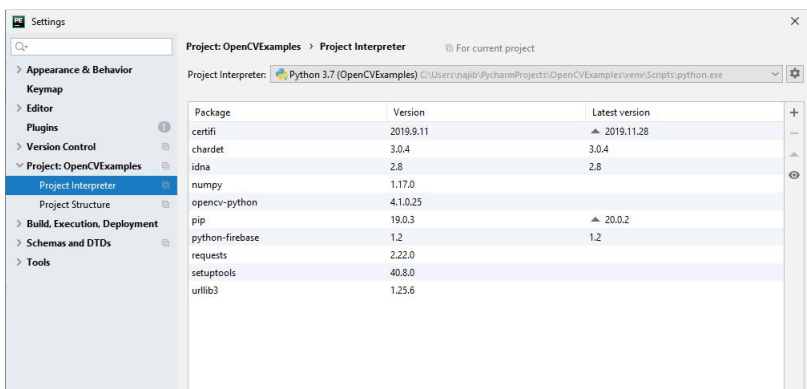 PE Settings
Project: OpenCVExamples > Project Interpreter For current project
Project Interpreter: Python 3.7 (OpenCVExamples) C:\Users\najib\PycharmProjects\OpenCVExamples\venv\Scripts\python.exe
Appearance & Behavior
Keymap
Editor
Plugins 1
Version Control
Project: OpenCVExamples
Project Interpreter
Project Structure
Build, Execution, Deployment
Schemas and DTDs
Tools
Package Version Latest version
certifi 2019.9.11 2019.11.28
chardet 3.0.4 3.0.4
idna 2.8 2.8
numpy 1.17.0
opencv-python 4.1.0.25
pip 19.0.3 20.0.2
python-firebase 1.2 1.2
requests 2.22.0
setuptools 40.8.0
urllib3 1.25.6